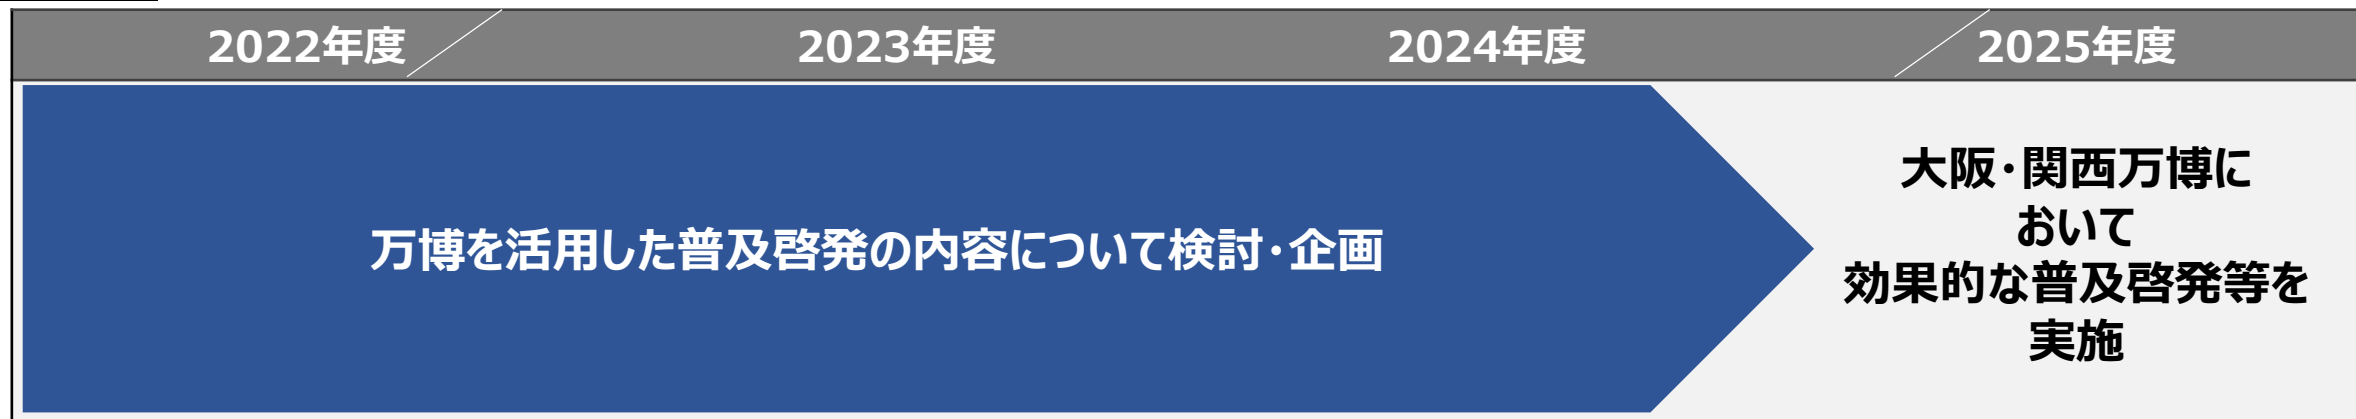 2022年度 2023年度 2024年度 2025年度
万博を活用した普及啓発の内容について検討・企画
大阪・関西万博に
おいて
効果的な普及啓発等を
実施